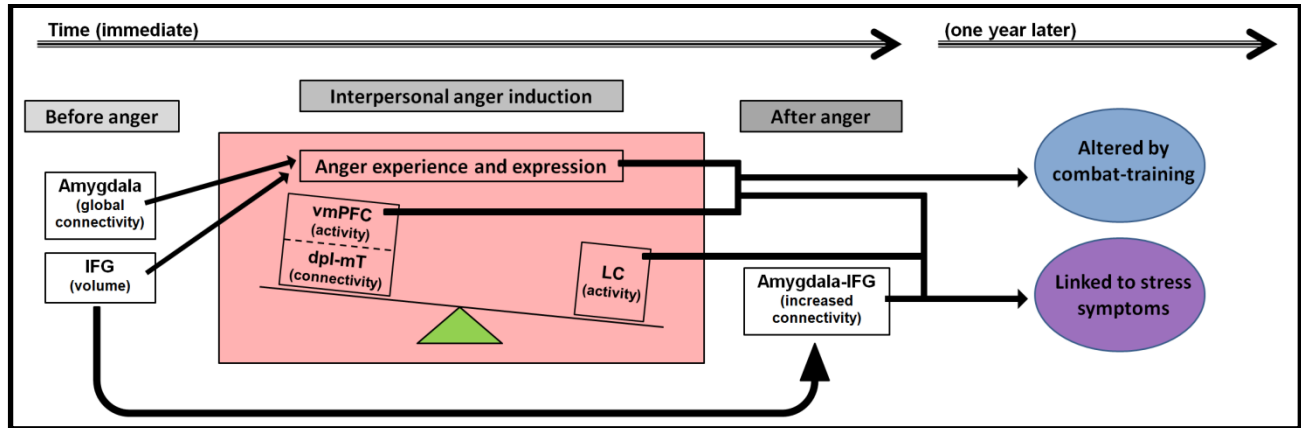 Time (immediate)
(one year later)
Interpersonal anger induction
Before anger
After anger
Anger experience and expression
Altered by
combat-training
Amygdala
(global
connectivity)
vmPFC
(activity)
dpl-mT
(connectivity)
IFG
(volume)
LC
(activity)
Amygdala-IFG
(increased
connectivity)
Linked to stress
symptoms